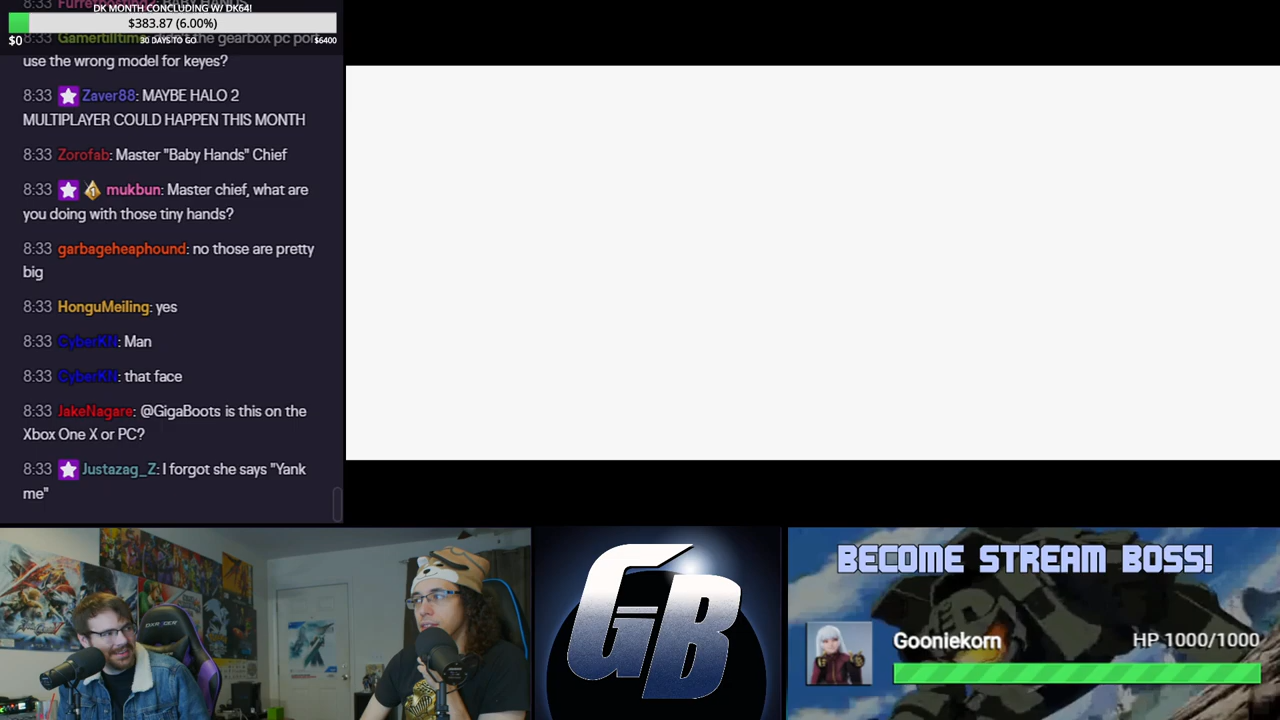 DK MONTH CONCLUDING W/ DK64!
$383.87 (6.00%)
$0
30 DAYS TO GO
$6400
the gearbox pc port
use the wrong model for keyes?
8:33 Zaver88: MAYBE HALO 2
MULTIPLAYER COULD HAPPEN THIS MONTH
8:33 Zorofab: Master "Baby Hands" Chief
8:33 mukbun: Master chief, what are
you doing with those tiny hands?
8:33 garbageheaphound: no those are pretty
big
8:33 HonguMeiling: yes
8:33 CyberKN: Man
8:33 CyberKN: that face
8:33 JakeNagare: @GigaBoots is this on the
Xbox One X or PC?
8:33 Justazag_Z: I forgot she says "Yank
me"
DXRACER
GB
BECOME STREAM BOSS!
Gooniekorn
HP 1000/1000